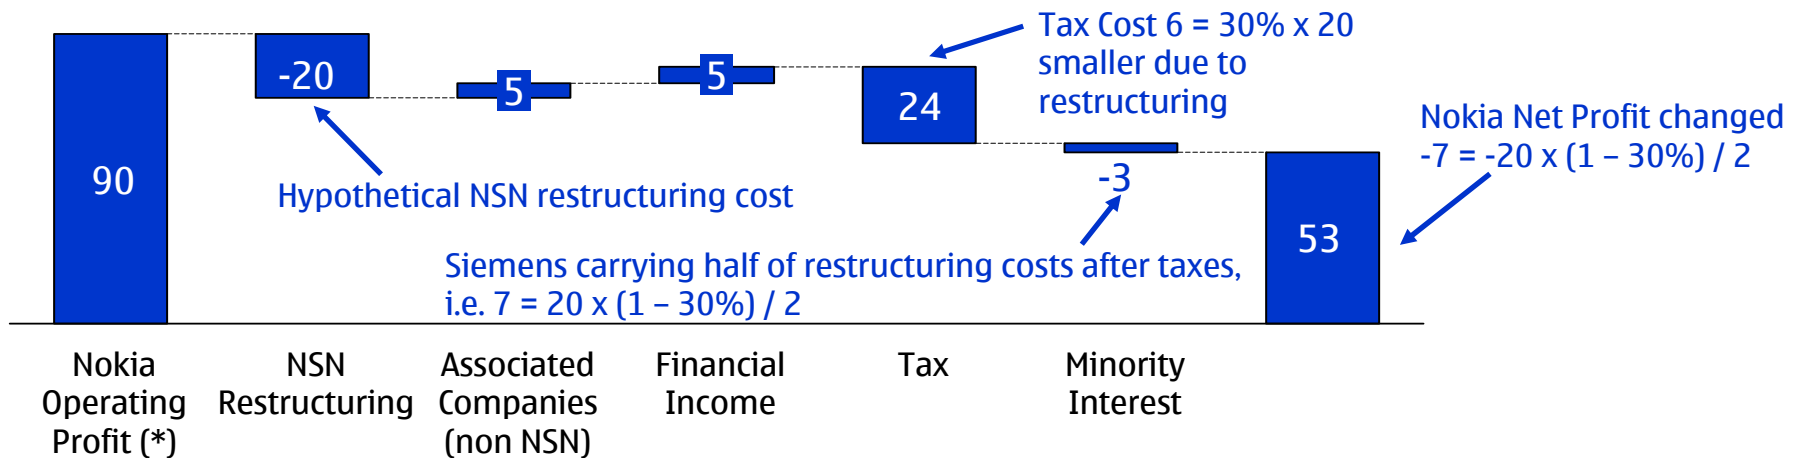 Tax Cost 6 = 30% x 20
smaller due to
restructuring
-20
5
5
24
Nokia Net Profit changed
-7 = -20 x (1 – 30%) / 2
90
Hypothetical NSN restructuring cost
-3
53
Siemens carrying half of restructuring costs after taxes,
i.e. 7 = 20 x (1 – 30%) / 2
Nokia
Operating
Profit (*)
NSN
Restructuring
Associated
Companies
(non NSN)
Financial
Income
Tax
Minority
Interest